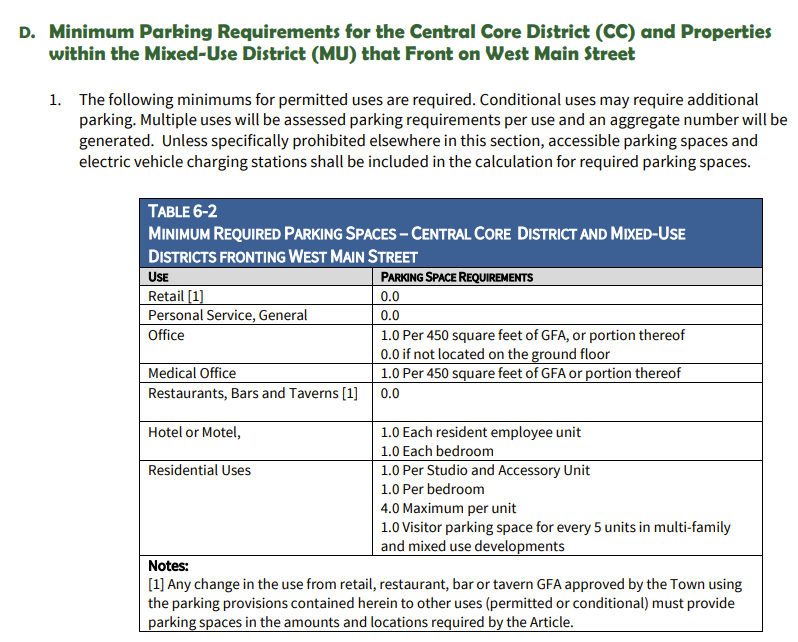 D. Minimum Parking Requirements for the Central Core District (CC) and Properties
within the Mixed-Use District (MU) that Front on West Main Street
1. The following minimums for permitted uses are required. Conditional uses may require additional
parking. Multiple uses will be assessed parking requirements per use and an aggregate number will be
generated. Unless specifically prohibited elsewhere in this section, accessible parking spaces and
electric vehicle charging stations shall be included in the calculation for required parking spaces.
TABLE 6-2
MINIMUM REQUIRED PARKING SPACES – CENTRAL CORE DISTRICT AND MIXED-USE
DISTRICTS FRONTING WEST MAIN STREET
USE PARKING SPACE REQUIREMENTS
Retail [1] 0.0
Personal Service, General 0.0
Office 1.0 Per 450 square feet of GFA, or portion thereof
0.0 if not located on the ground floor
Medical Office 1.0 Per 450 square feet of GFA or portion thereof
Restaurants, Bars and Taverns [1] 0.0
Hotel or Motel, 1.0 Each resident employee unit
1.0 Each bedroom
Residential Uses 1.0 Per Studio and Accessory Unit
1.0 Per bedroom
4.0 Maximum per unit
1.0 Visitor parking space for every 5 units in multi-family
and mixed use developments
Notes:
[1] Any change in the use from retail, restaurant, bar or tavern GFA approved by the Town using
the parking provisions contained herein to other uses (permitted or conditional) must provide
parking spaces in the amounts and locations required by the Article.